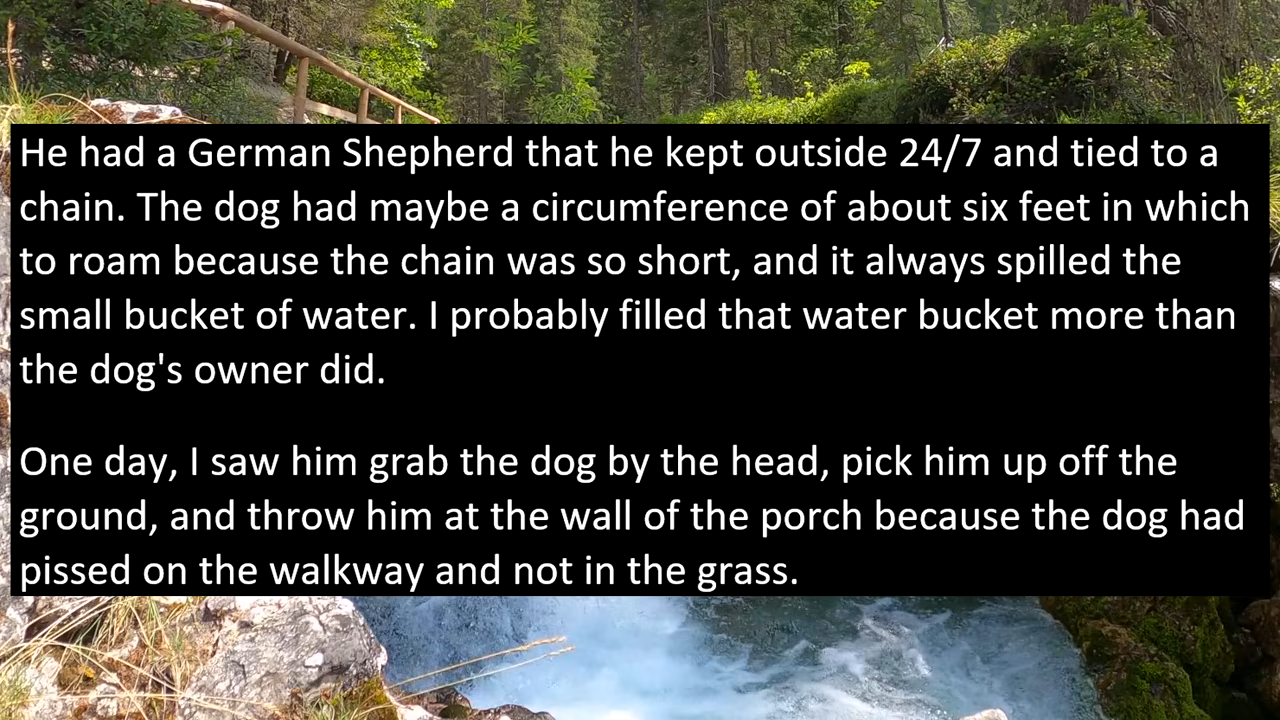 He had a German Shepherd that he kept outside 24/7 and tied to a
chain. The dog had maybe a circumference of about six feet in which
to roam because the chain was so short, and it always spilled the
small bucket of water. I probably filled that water bucket more than
the dog's owner did.
One day, I saw him grab the dog by the head, pick him up off the
ground, and throw him at the wall of the porch because the dog had
pissed on the walkway and not in the grass.